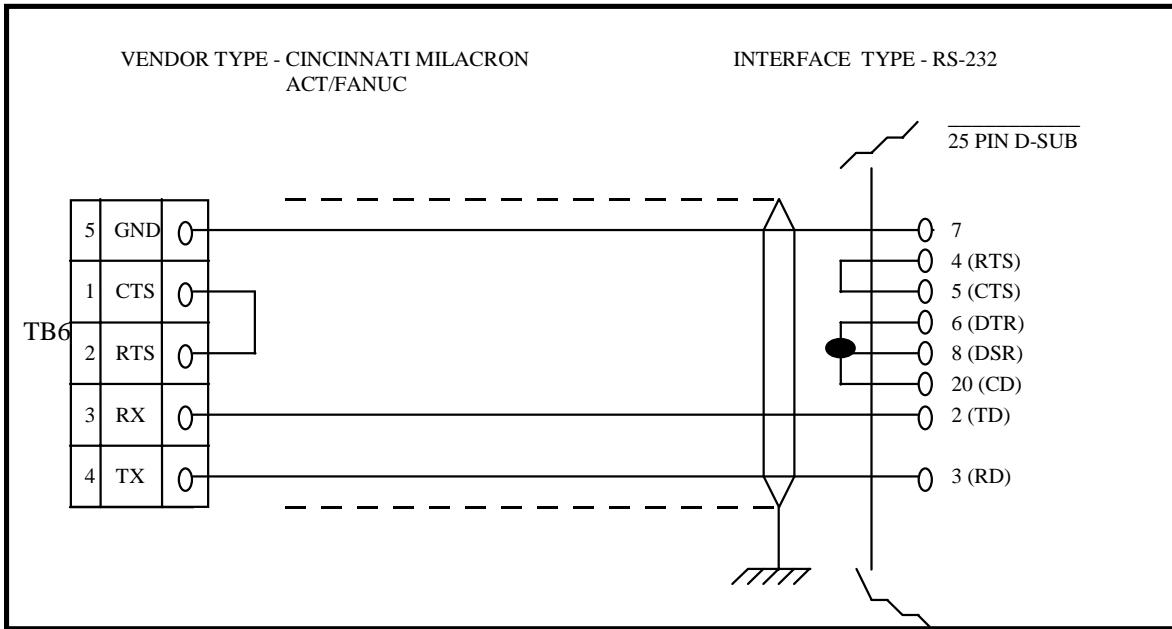 VENDOR TYPE - CINCINNATI MILACRON
ACT/FANUC
INTERFACE TYPE - RS-232
25 PIN D-SUB
TB6
5 GND
1 CTS
2 RTS
3 RX
4 TX
7
4 (RTS)
5 (CTS)
6 (DTR)
8 (DSR)
20 (CD)
2 (TD)
3 (RD)